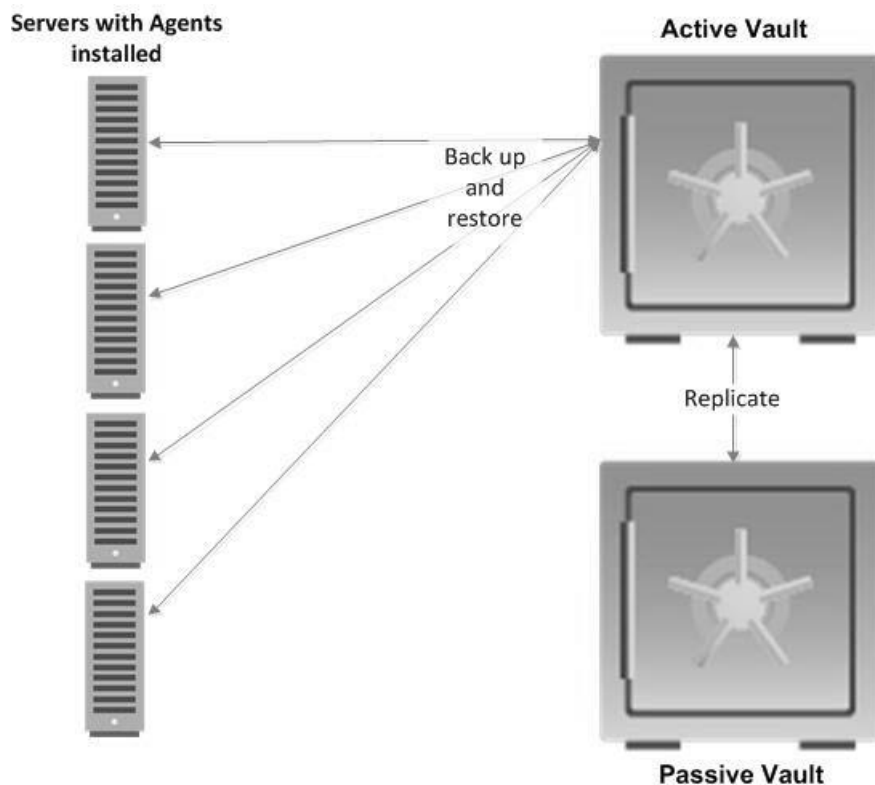 Servers with Agents
installed
Active Vault
Back up
and
restore
Replicate
Passive Vault